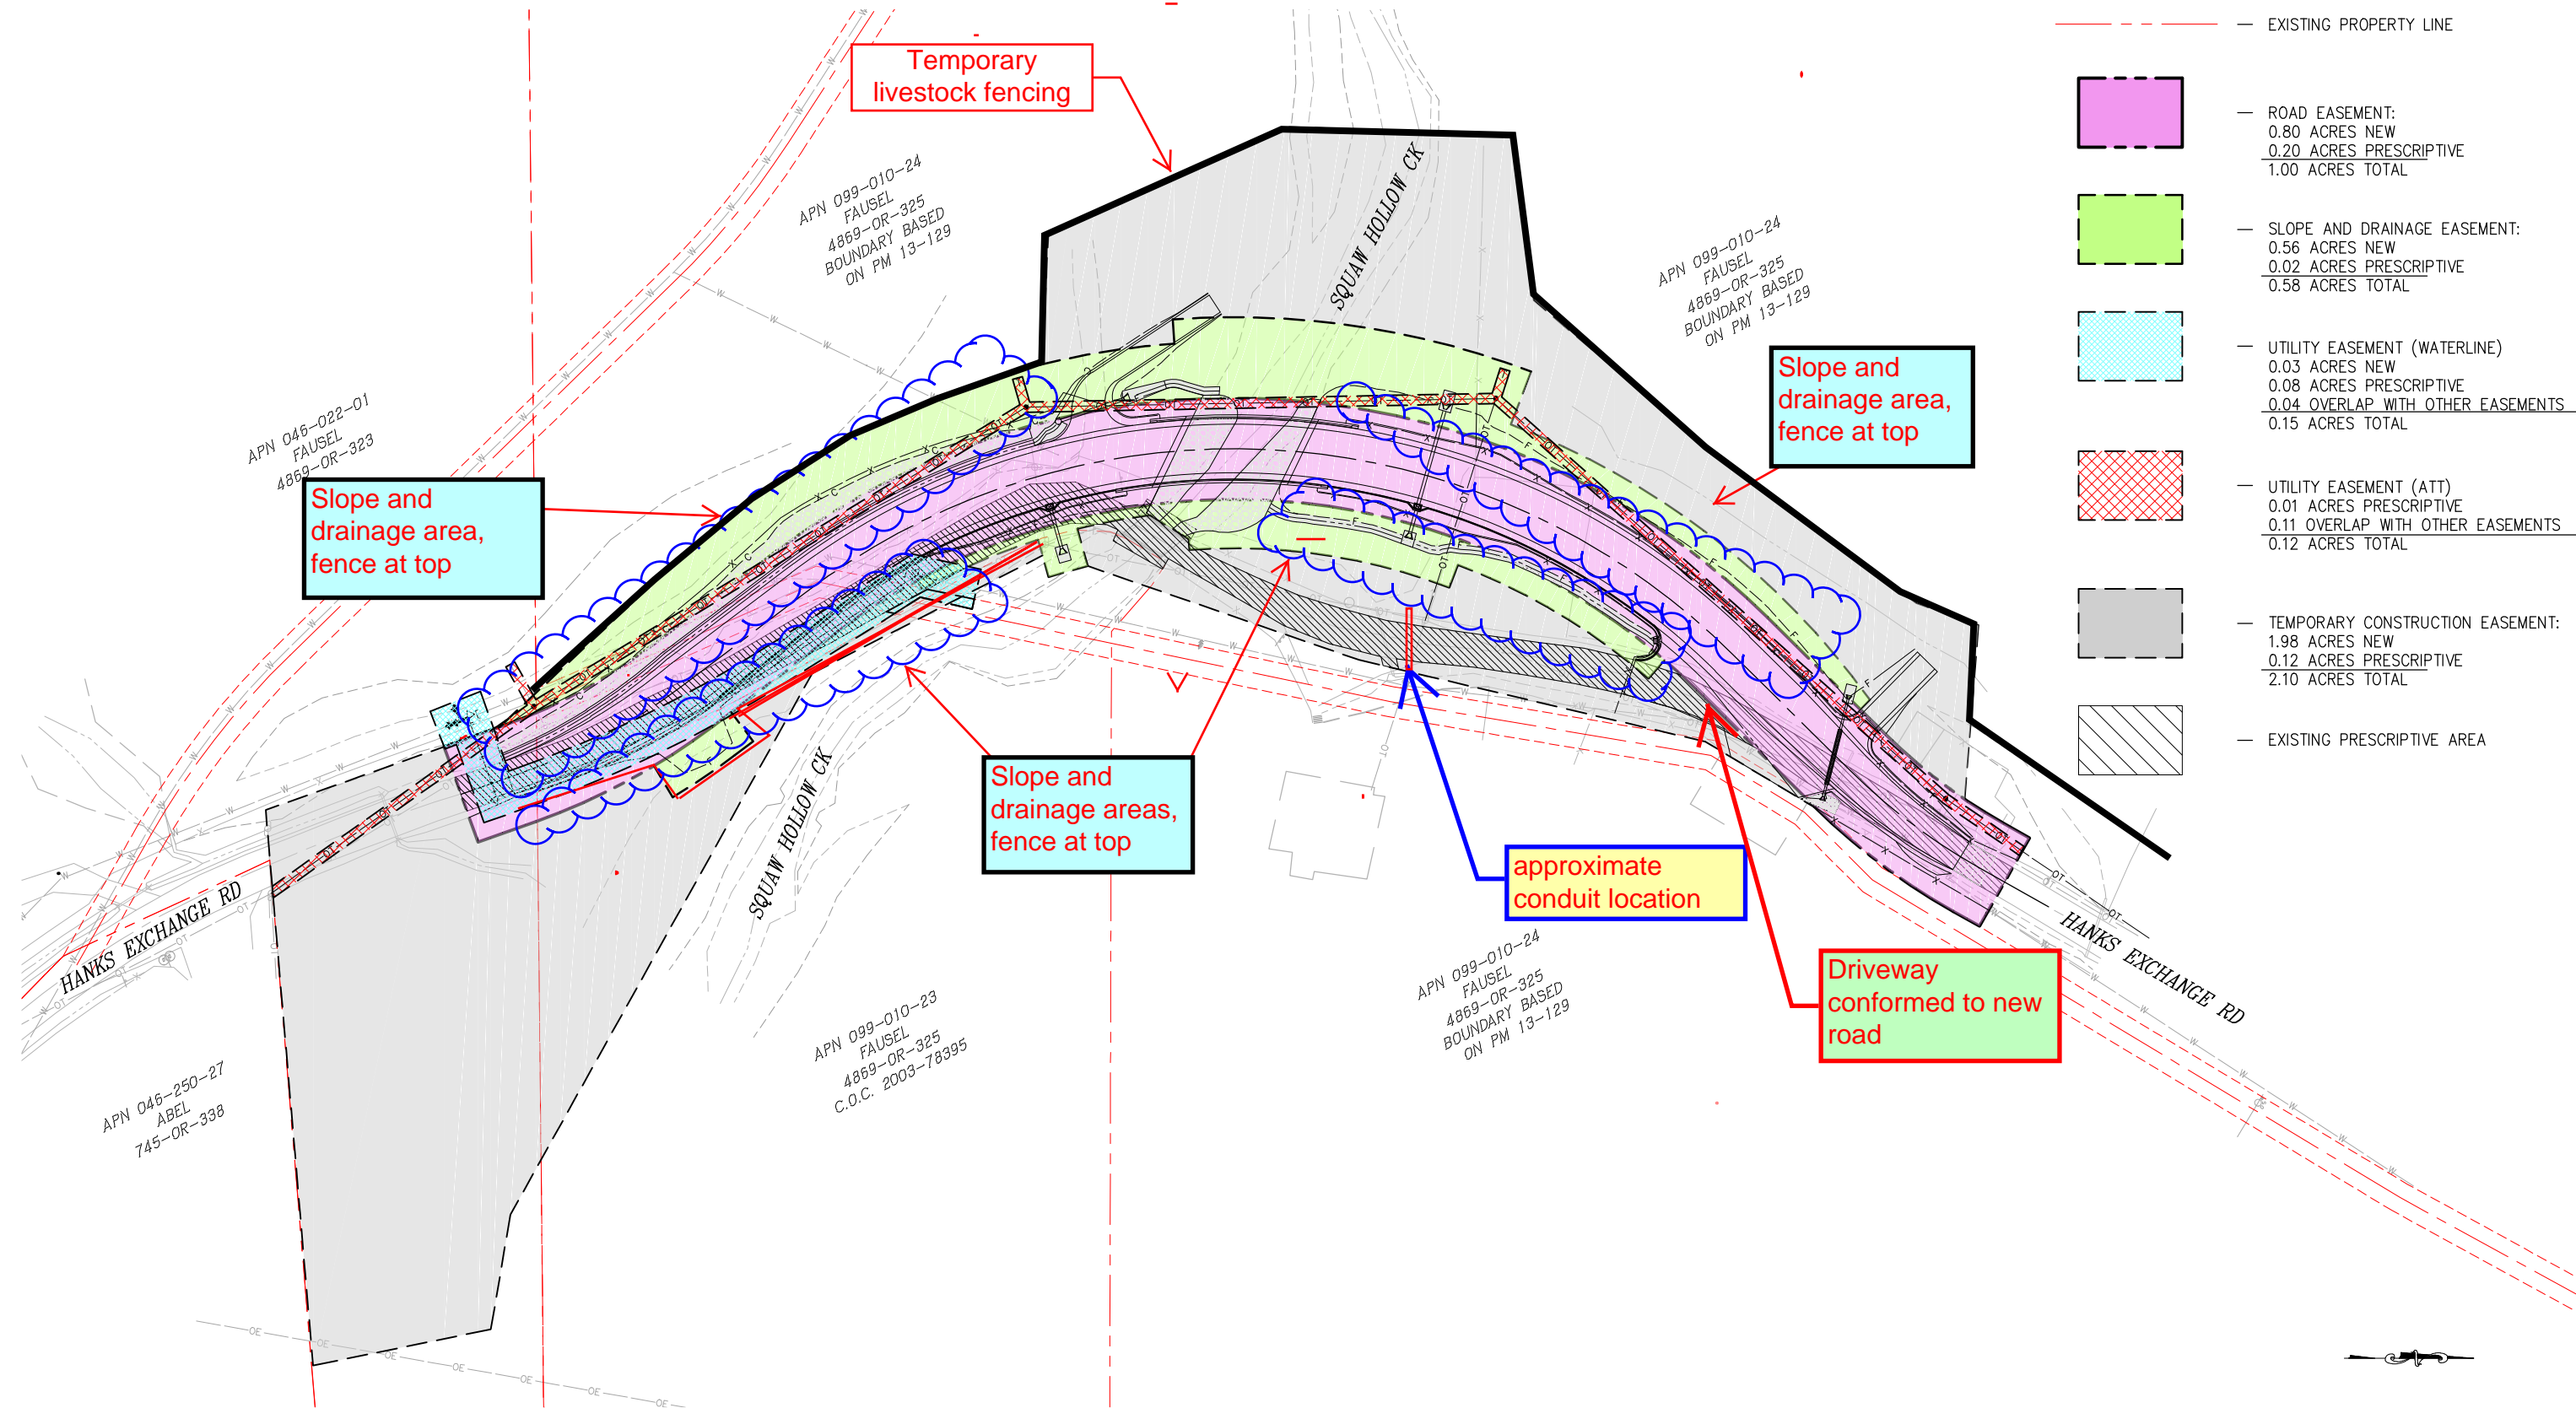 EXISTING PROPERTY LINE
Temporary
livestock fencing
ROAD EASEMENT:
0.80 ACRES NEW
0.20 ACRES PRESCRIPTIVE
1.00 ACRES TOTAL
SLOPE AND DRAINAGE EASEMENT:
0.56 ACRES NEW
0.02 ACRES PRESCRIPTIVE
0.58 ACRES TOTAL
UTILITY EASEMENT (WATERLINE)
0.03 ACRES NEW
0.08 ACRES PRESCRIPTIVE
0.04 OVERLAP WITH OTHER EASEMENTS
0.15 ACRES TOTAL
UTILITY EASEMENT (ATT)
0.01 ACRES PRESCRIPTIVE
0.11 OVERLAP WITH OTHER EASEMENTS
0.12 ACRES TOTAL
TEMPORARY CONSTRUCTION EASEMENT:
1.98 ACRES NEW
0.12 ACRES PRESCRIPTIVE
2.10 ACRES TOTAL
EXISTING PRESCRIPTIVE AREA
APN 099-010-24
FAUSEL
4869-OR-325
BOUNDARY BASED
ON PM 13-129
SQUAW HOLLOW CK
APN 099-010-24
FAUSEL
4869-OR-325
BOUNDARY BASED
ON PM 13-129
APN 046-022-01
FAUSEL
4869-OR-323
Slope and
drainage area,
fence at top
Slope and
drainage area,
fence at top
Slope and
drainage areas,
fence at top
SQUAW HOLLOW CK
approximate
conduit location
Driveway
conformed to new
road
HANKS EXCHANGE RD
HANKS EXCHANGE RD
APN 099-010-24
FAUSEL
4869-OR-325
BOUNDARY BASED
ON PM 13-129
APN 099-010-23
FAUSEL
4869-OR-325
C.O.C. 2003-78395
APN 046-250-27
ABEL
745-OR-338